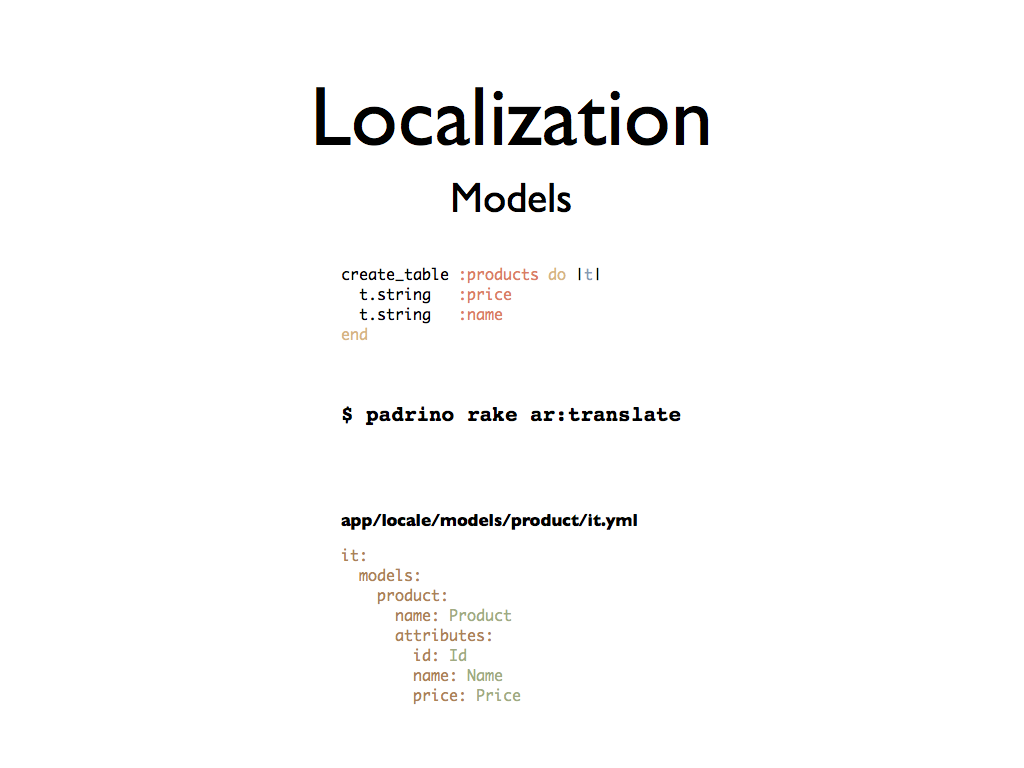 Localization
Models
create_table :products do |t|
  t.string   :price
  t.string   :name
end
$ padrino rake ar:translate
app/locale/models/product/it.yml
it:
  models:
    product:
      name: Product
      attributes:
        id: Id
        name: Name
        price: Price